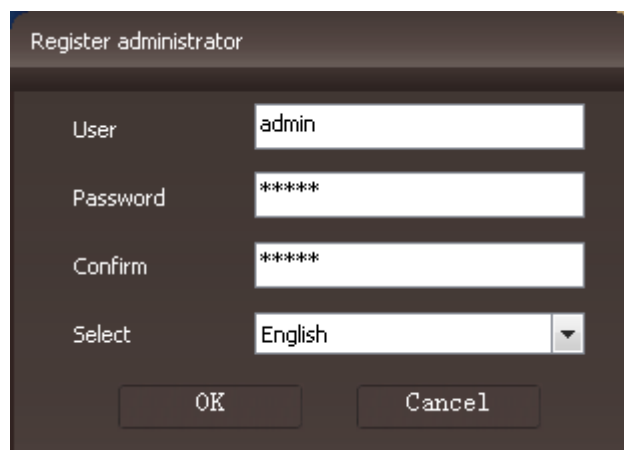 Register administrator
User admin
Password *****
Confirm *****
Select English
OK Cancel